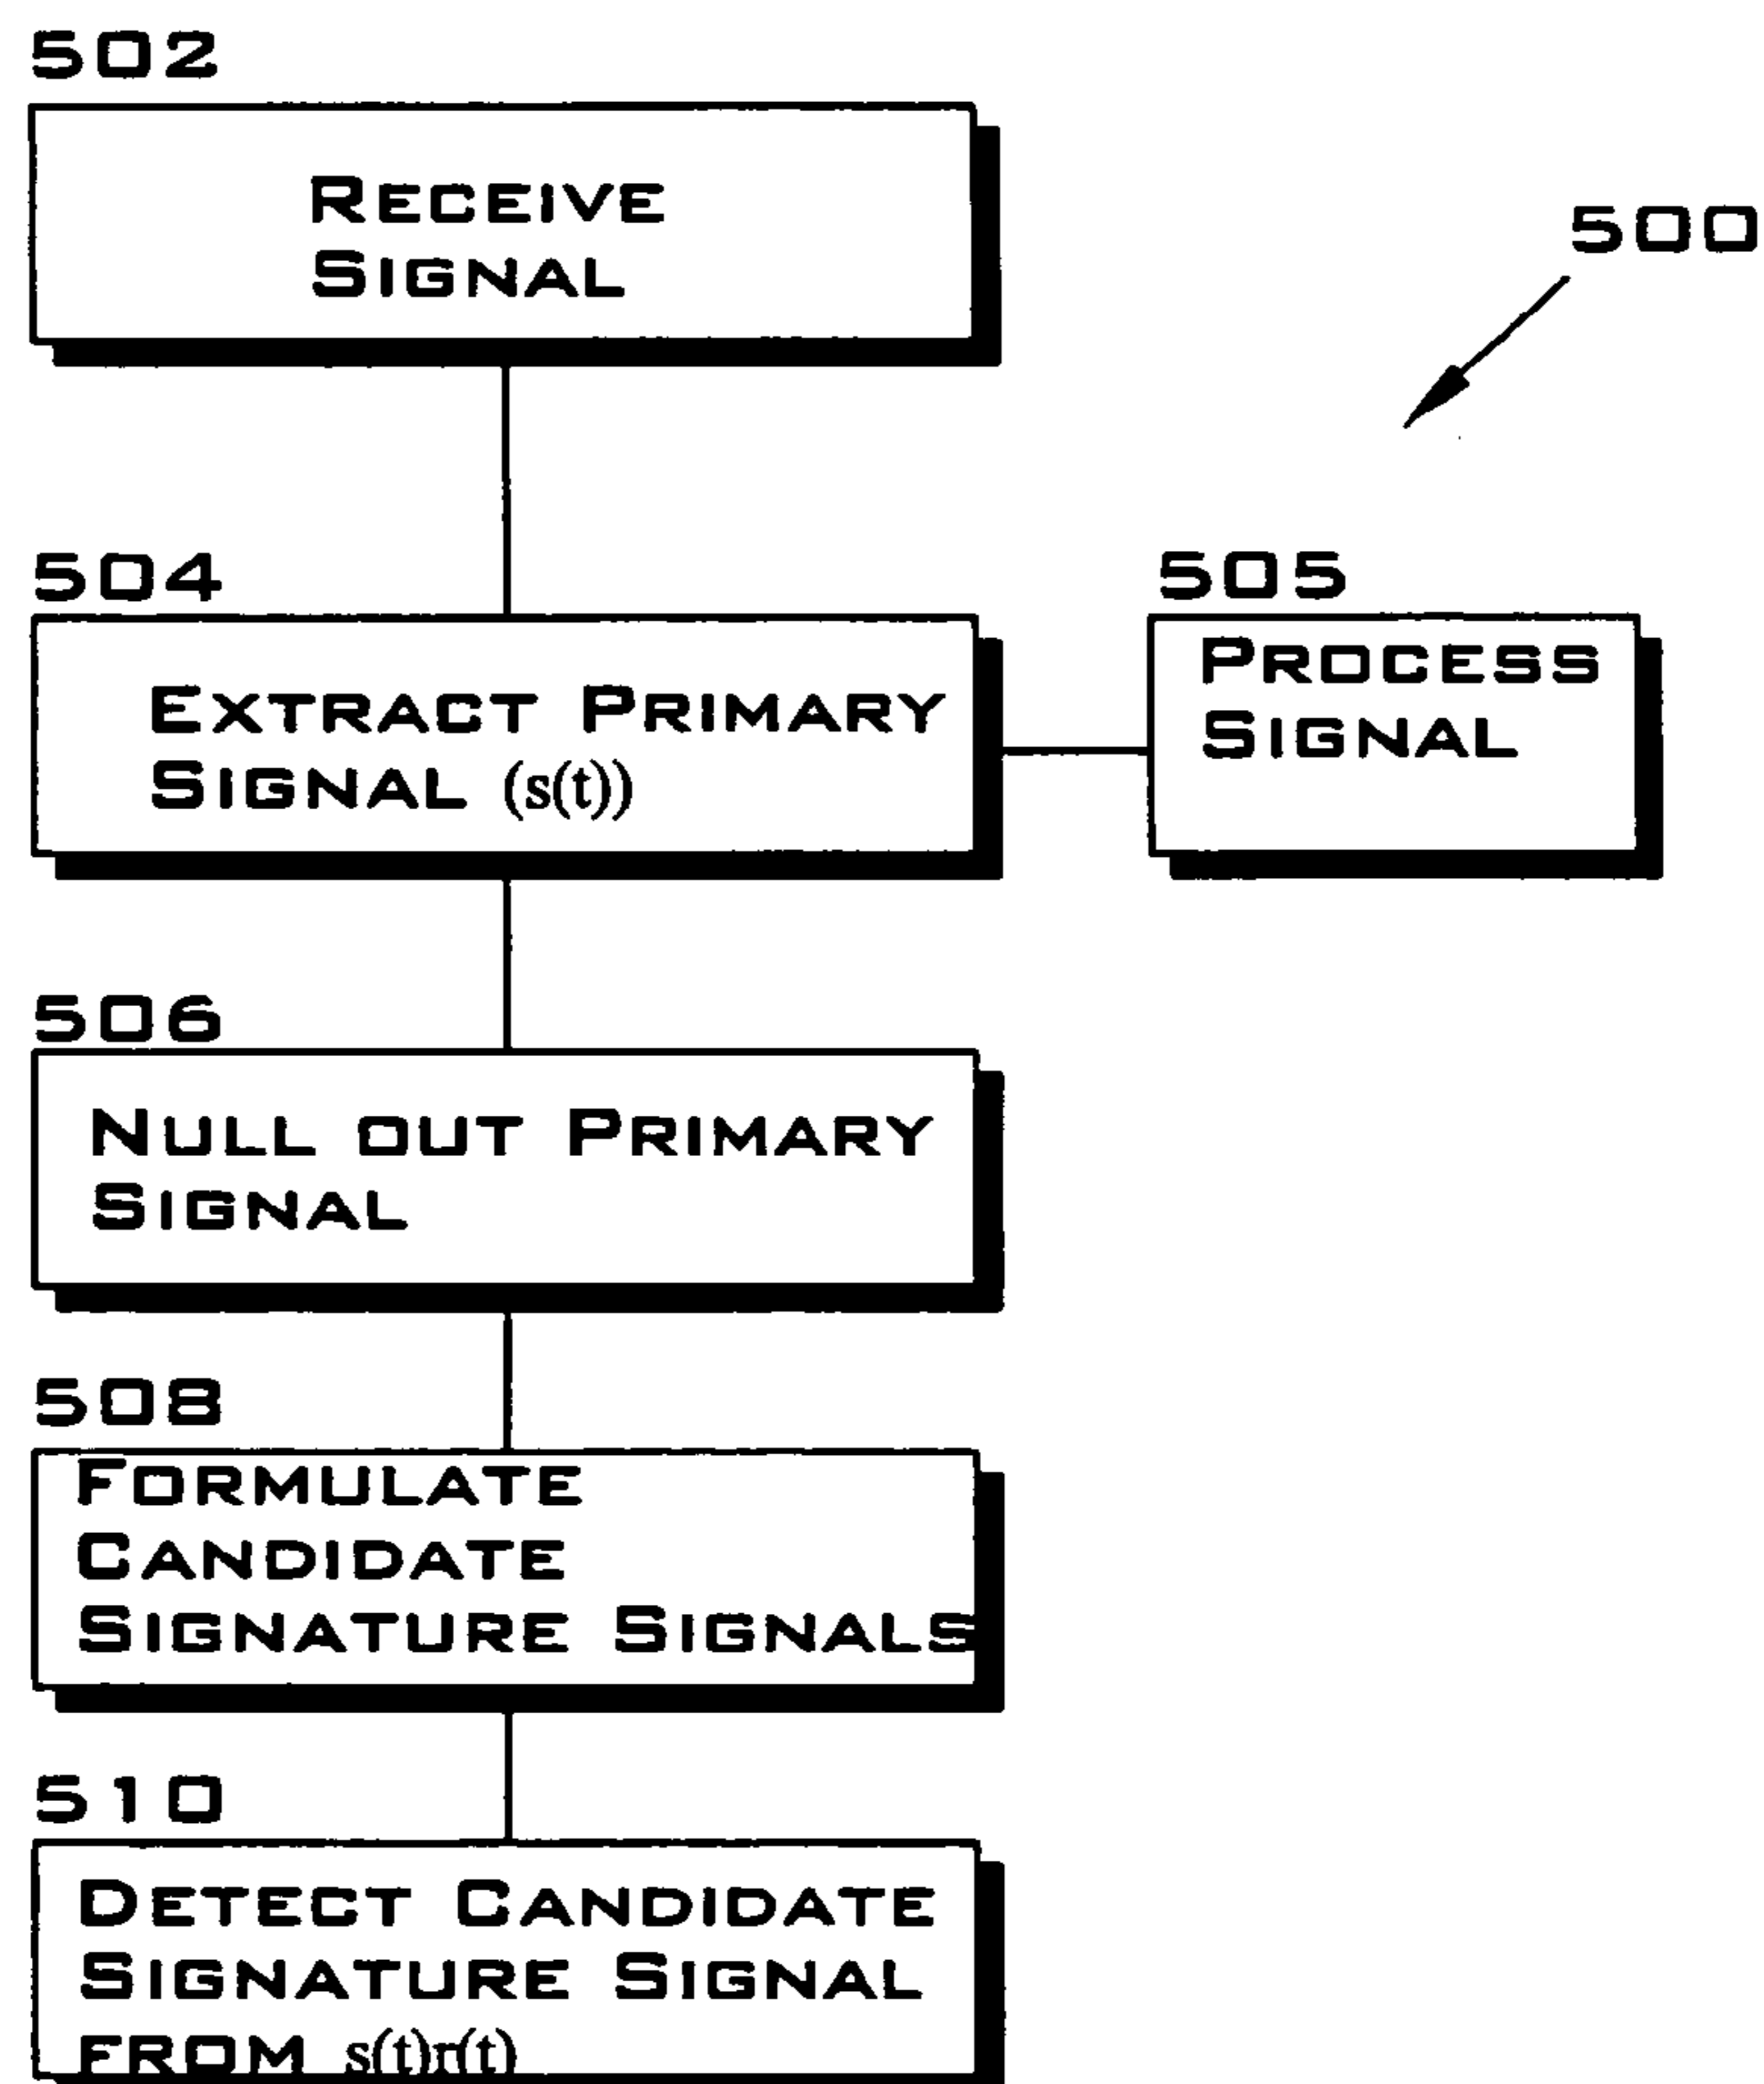 502
RECEIVE
SIGNAL
500
504
EXTRACT PRIMARY
SIGNAL (s(t))
505
PROCESS
SIGNAL
506
NULL OUT PRIMARY
SIGNAL
508
FORMULATE
CANDIDATE
SIGNATURE SIGNALS
510
DETECT CANDIDATE
SIGNATURE SIGNAL
FROM s(t)